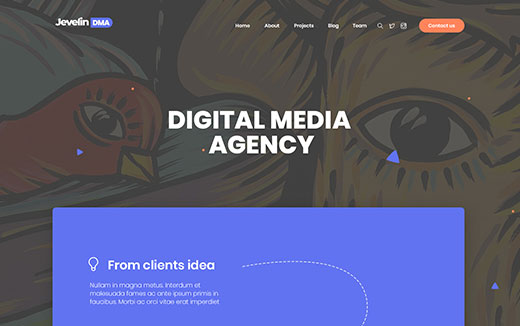 Jevelin DMA
Home About Projects Blog Team Contact us
DIGITAL MEDIA
AGENCY
From clients idea
Nullam in magna metus. Interdum et
malesuada fames ac ante ipsum primis in
faucibus. Morbi ac orci vitae erat imperdiet